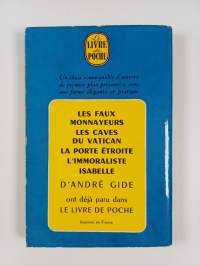 LE
LIVRE
DE
POCHE
Un choix remarquable d'œuvres
de premier plan présentées sous
une forme élégante et pratique
LES FAUX
MONNAYEURS
LES CAVES
DU VATICAN
LA PORTE ÉTROITE
L'IMMORALISTE
ISABELLE
D'ANDRÉ GIDE
ont déjà paru dans
LE LIVRE DE POCHE
Imprimé en France